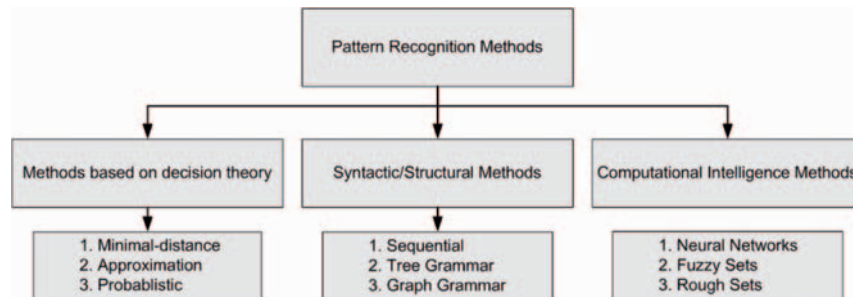 Pattern Recognition Methods
Methods based on decision theory
Syntactic/Structural Methods
Computational Intelligence Methods
1. Minimal-distance
2. Approximation
3. Probablistic
1. Sequential
2. Tree Grammar
3. Graph Grammar
1. Neural Networks
2. Fuzzy Sets
3. Rough Sets